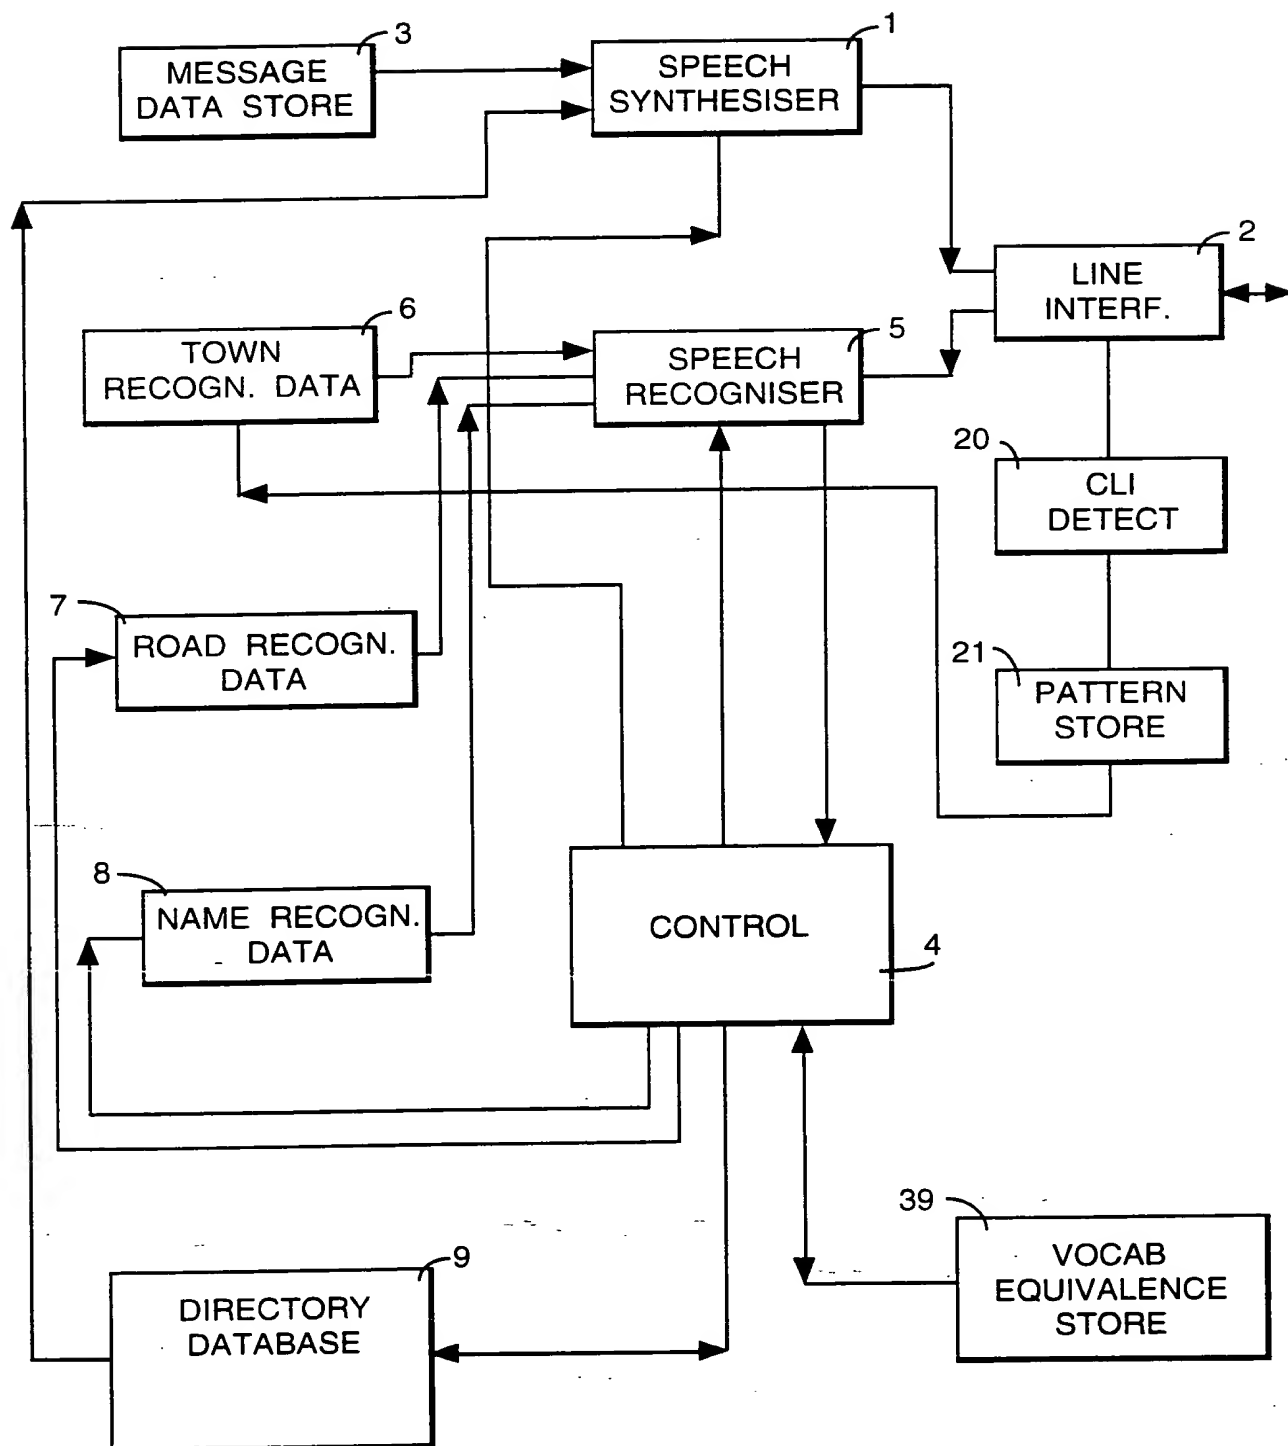 3
MESSAGE
DATA STORE
1
SPEECH
SYNTHESISER
2
LINE
INTERF.
6
TOWN
RECOGN. DATA
5
SPEECH
RECOGNISER
20
CLI
DETECT
7
ROAD RECOGN.
DATA
21
PATTERN
STORE
8
NAME RECOGN.
DATA
CONTROL
4
39
VOCAB
EQUIVALENCE
STORE
9
DIRECTORY
DATABASE